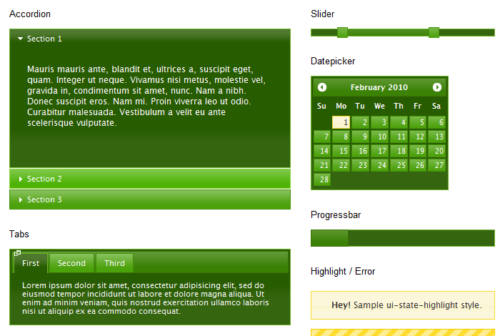 Accordion
Section 1
Mauris mauris ante, blandit et, ultrices a, suscipit eget,
quam. Integer ut neque. Vivamus nisi metus, molestie vel,
gravida in, condimentum sit amet, nunc. Nam a nibh.
Donec suscipit eros. Nam mi. Proin viverra leo ut odio.
Curabitur malesuada. Vestibulum a velit eu ante
scelerisque vulputate.
Section 2
Section 3
Tabs
First Second Third
Lorem ipsum dolor sit amet, consectetur adipisicing elit, sed do
eiusmod tempor incididunt ut labore et dolore magna aliqua. Ut
enim ad minim veniam, quis nostrud exercitation ullamco laboris
nisi ut aliquip ex ea commodo consequat.
Slider
Datepicker
February 2010
Su Mo Tu We Th Fr Sa
1 2 3 4 5 6
7 8 9 10 11 12 13
14 15 16 17 18 19 20
21 22 23 24 25 26 27
28
Progressbar
Highlight / Error
Hey! Sample ui-state-highlight style.